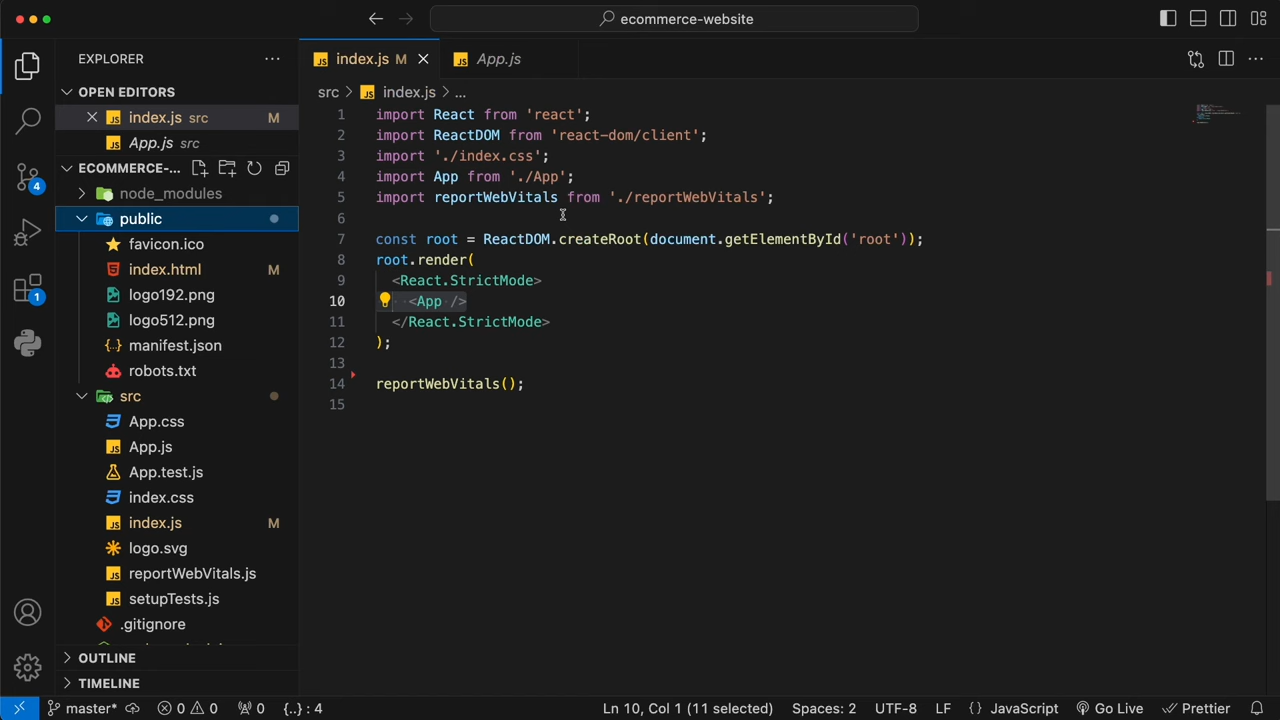 ecommerce-website
EXPLORER
OPEN EDITORS
index.js src M
App.js src
ECOMMERCE-...
node_modules
public
favicon.ico
index.html M
logo192.png
logo512.png
manifest.json
robots.txt
src
App.css
App.js
App.test.js
index.css
index.js M
logo.svg
reportWebVitals.js
setupTests.js
.gitignore
OUTLINE
TIMELINE
4
1
index.js M
App.js
src > index.js > ...
1 import React from 'react';
2 import ReactDOM from 'react-dom/client';
3 import './index.css';
4 import App from './App';
5 import reportWebVitals from './reportWebVitals';
6
7 const root = ReactDOM.createRoot(document.getElementById('root'));
8 root.render(
9 <React.StrictMode>
10 <App />
11 </React.StrictMode>
12 );
13
14 reportWebVitals();
15
master* 0 0 0 {..} : 4 Ln 10, Col 1 (11 selected) Spaces: 2 UTF-8 LF {} JavaScript Go Live Prettier